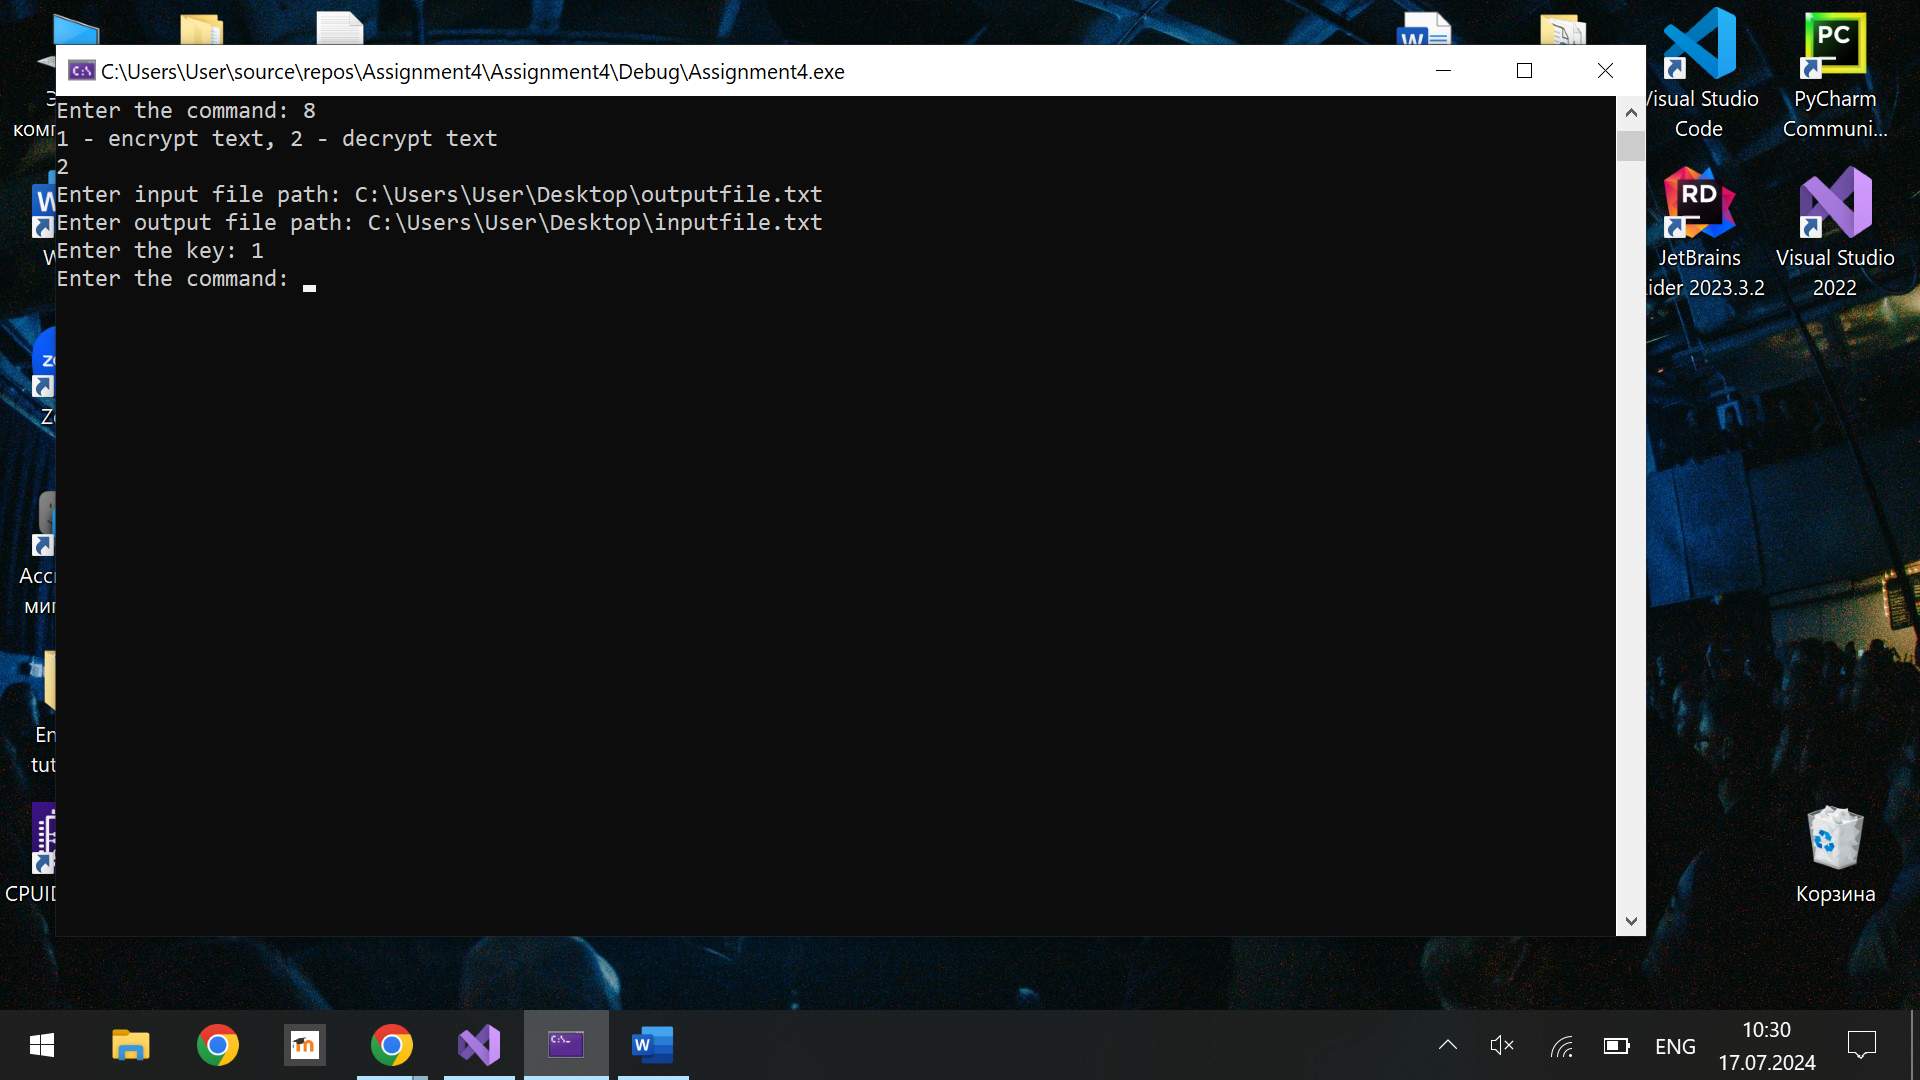 C:\Users\User\source\repos\Assignment4\Assignment4\Debug\Assignment4.exe
Enter the command: 8
1 - encrypt text, 2 - decrypt text
2
Enter input file path: C:\Users\User\Desktop\outputfile.txt
Enter output file path: C:\Users\User\Desktop\inputfile.txt
Enter the key: 1
Enter the command:
Visual Studio
Code
PC
PyCharm
Communi...
RD
JetBrains
Rider 2023.3.2
Visual Studio
2022
Корзина
CPUID
ENG
10:30
17.07.2024